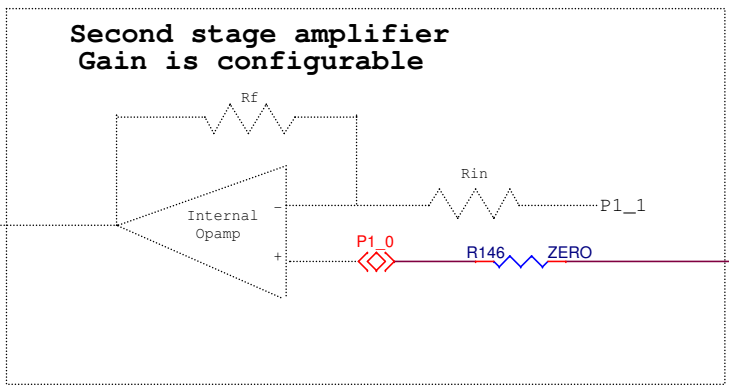 Second stage amplifier
Gain is configurable
Rf
Rin
P1_1
Internal
Opamp
-
+
P1_0
R146
ZERO